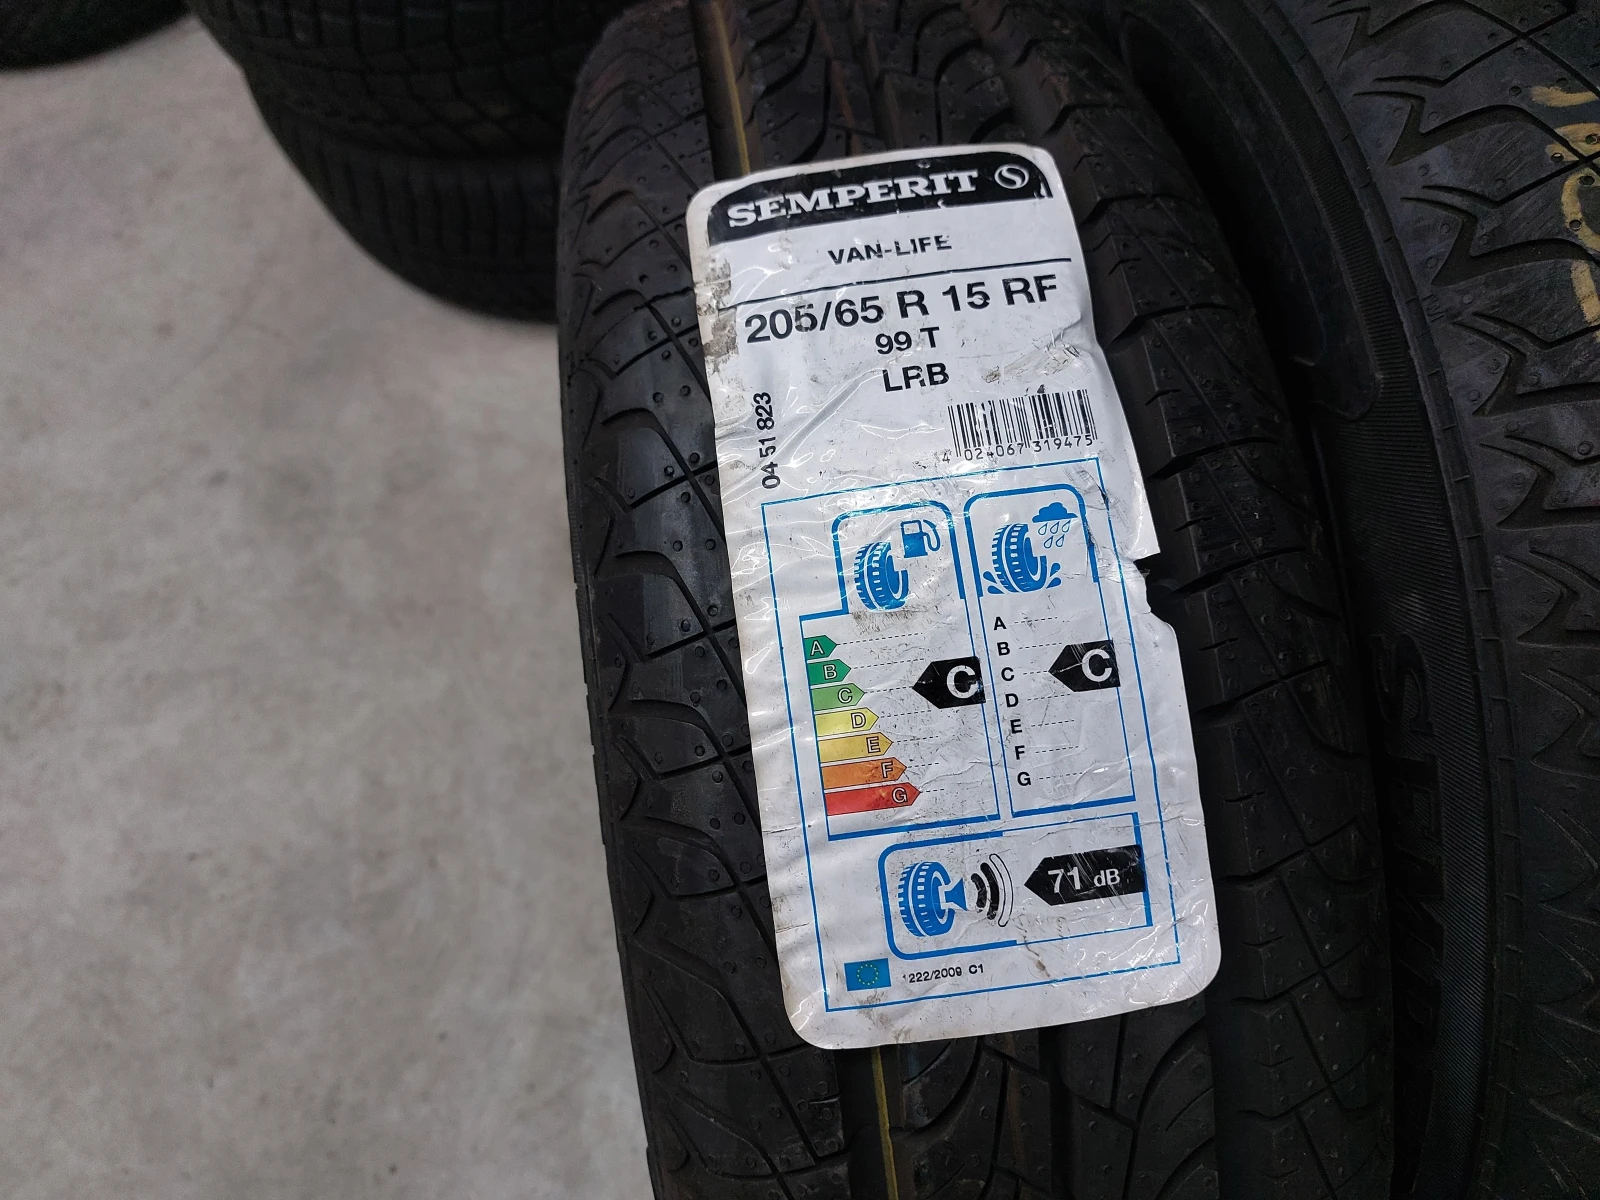 SEMPERIT
VAN-LIFE
205/65 R 15 RF
99 T
LRB
04 51 823
4 024067 319475
A
B
C
D
E
F
G
C
A
B
C
D
E
F
G
C
71 dB
1222/2009 C1